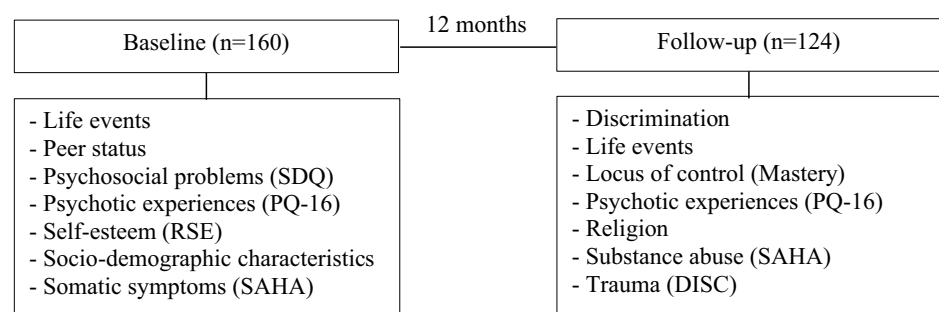 Baseline (n=160)
12 months
Follow-up (n=124)
- Life events
- Peer status
- Psychosocial problems (SDQ)
- Psychotic experiences (PQ-16)
- Self-esteem (RSE)
- Socio-demographic characteristics
- Somatic symptoms (SAHA)
- Discrimination
- Life events
- Locus of control (Mastery)
- Psychotic experiences (PQ-16)
- Religion
- Substance abuse (SAHA)
- Trauma (DISC)